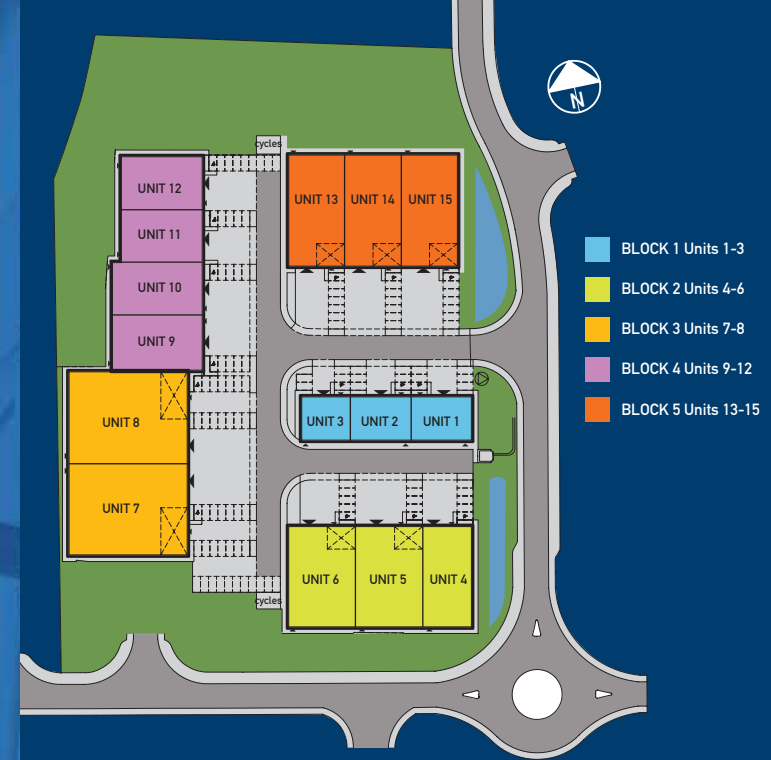 N
cycles
UNIT 12
UNIT 13 UNIT 14 UNIT 15
UNIT 11
UNIT 10
UNIT 9
UNIT 8
UNIT 3 UNIT 2 UNIT 1
UNIT 7
UNIT 6 UNIT 5 UNIT 4
cycles
BLOCK 1 Units 1-3
BLOCK 2 Units 4-6
BLOCK 3 Units 7-8
BLOCK 4 Units 9-12
BLOCK 5 Units 13-15